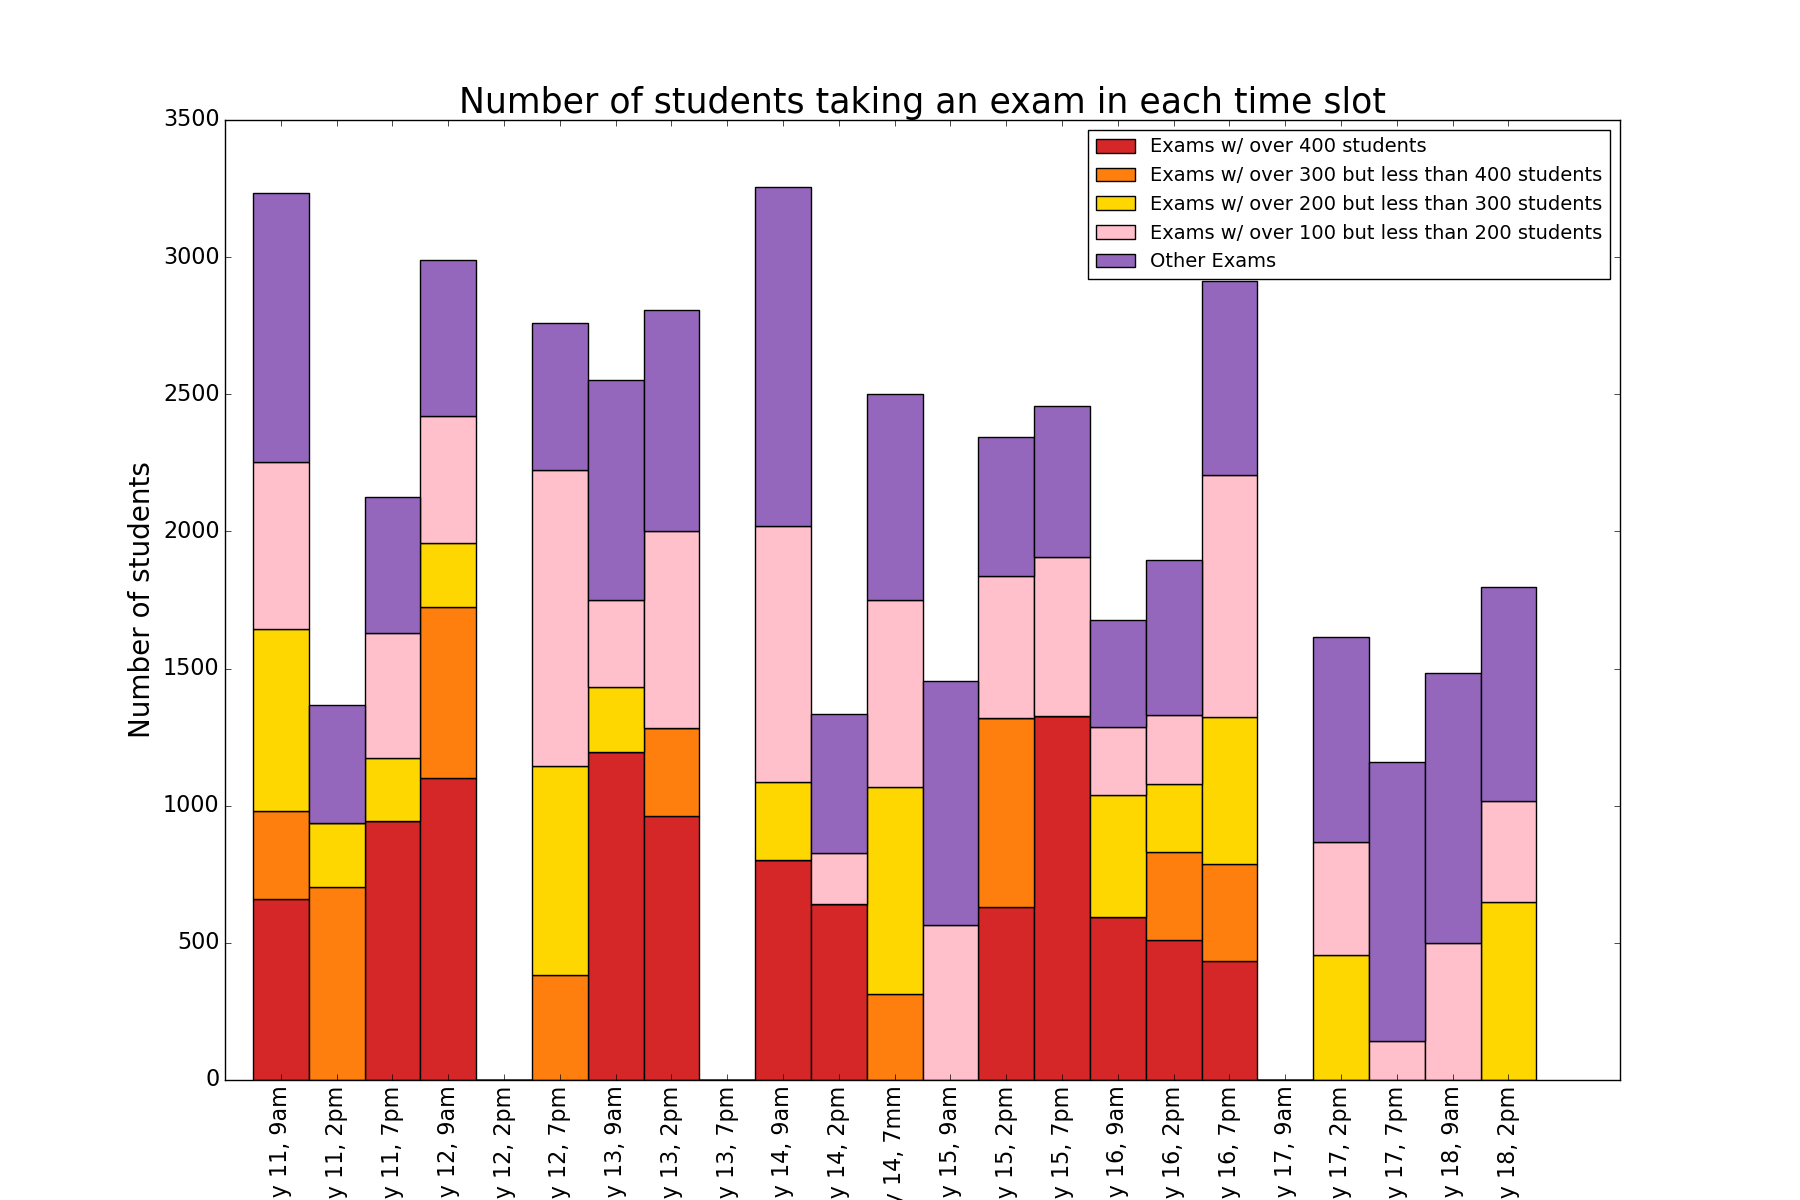 Number of students taking an exam in each time slot
Exams w/ over 400 students
Exams w/ over 300 but less than 400 students
Exams w/ over 200 but less than 300 students
Exams w/ over 100 but less than 200 students
Other Exams
Number of students
3500
3000
2500
2000
1500
1000
500
0
y 11, 9am
y 11, 2pm
y 11, 7pm
y 12, 9am
y 12, 2pm
y 12, 7pm
y 13, 9am
y 13, 2pm
y 13, 7pm
y 14, 9am
y 14, 2pm
y 14, 7mm
y 15, 9am
y 15, 2pm
y 15, 7pm
y 16, 9am
y 16, 2pm
y 16, 7pm
y 17, 9am
y 17, 2pm
y 17, 7pm
y 18, 9am
y 18, 2pm